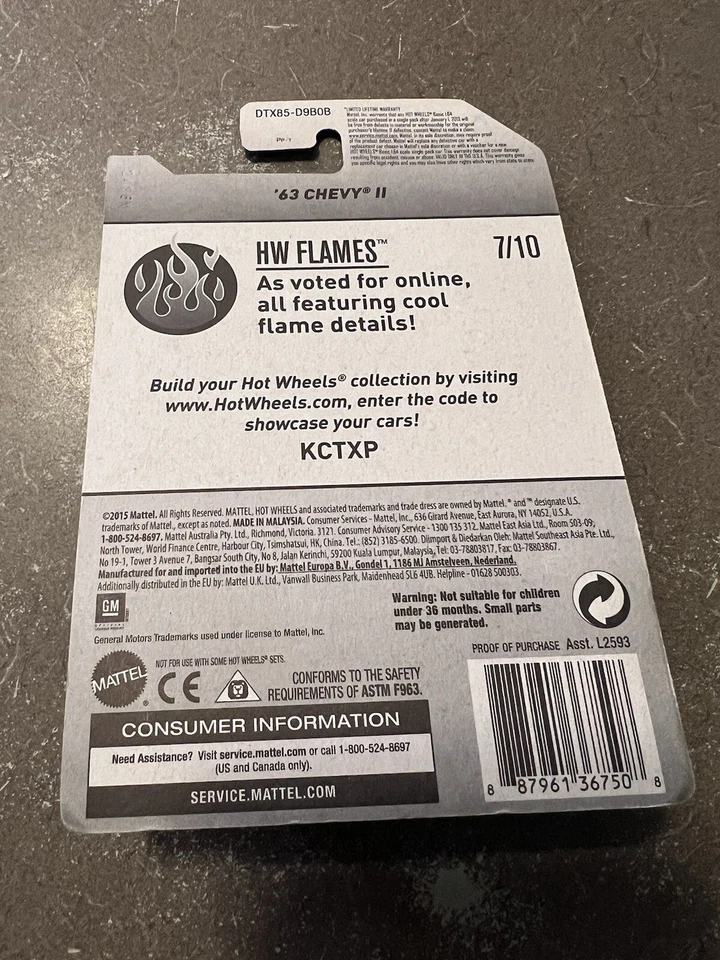 DTX85-D9B0B
*LIMITED LIFETIME WARRANTY
'63 CHEVY® II
HW FLAMES™
7/10
As voted for online,
all featuring cool
flame details!
Build your Hot Wheels® collection by visiting
www.HotWheels.com, enter the code to
showcase your cars!
KCTXP
©2015 Mattel. All Rights Reserved. MATTEL, HOT WHEELS and associated trademarks and trade dress are owned by Mattel. ® and ™ designate U.S.
trademarks of Mattel, except as noted. MADE IN MALAYSIA. Consumer Services - Mattel, Inc., 636 Girard Avenue, East Aurora, NY 14052, U.S.A.
1-800-524-8697. Mattel Australia Pty. Ltd., Richmond, Victoria. 3121. Consumer Advisory Service - 1300 135 312. Mattel East Asia Ltd., Room 503-09,
North Tower, World Finance Centre, Harbour City, Tsimshatsui, HK, China. Tel.: (852) 3185-6500. Diimport & Diedarkan Oleh: Mattel Southeast Asia Pte. Ltd.,
No 19-1, Tower 3 Avenue 7, Bangsar South City, No 8, Jalan Kerinchi, 59200 Kuala Lumpur, Malaysia, Tel: 03-78803817, Fax: 03-78803867.
Manufactured for and imported into the EU by: Mattel Europa B.V., Gondel 1, 1186 MJ Amstelveen, Nederland.
Additionally distributed in the EU by: Mattel U.K. Ltd., Vanwall Business Park, Maidenhead SL6 4UB. Helpline - 01628 500303.
GM
General Motors Trademarks used under license to Mattel, Inc.
Warning: Not suitable for children
under 36 months. Small parts
may be generated.
PROOF OF PURCHASE Asst. L2593
MATTEL®
NOT FOR USE WITH SOME HOT WHEELS® SETS.
CE
CONFORMS TO THE SAFETY
REQUIREMENTS OF ASTM F963.
CONSUMER INFORMATION
Need Assistance? Visit service.mattel.com or call 1-800-524-8697
(US and Canada only).
SERVICE.MATTEL.COM
8 87961 36750 8